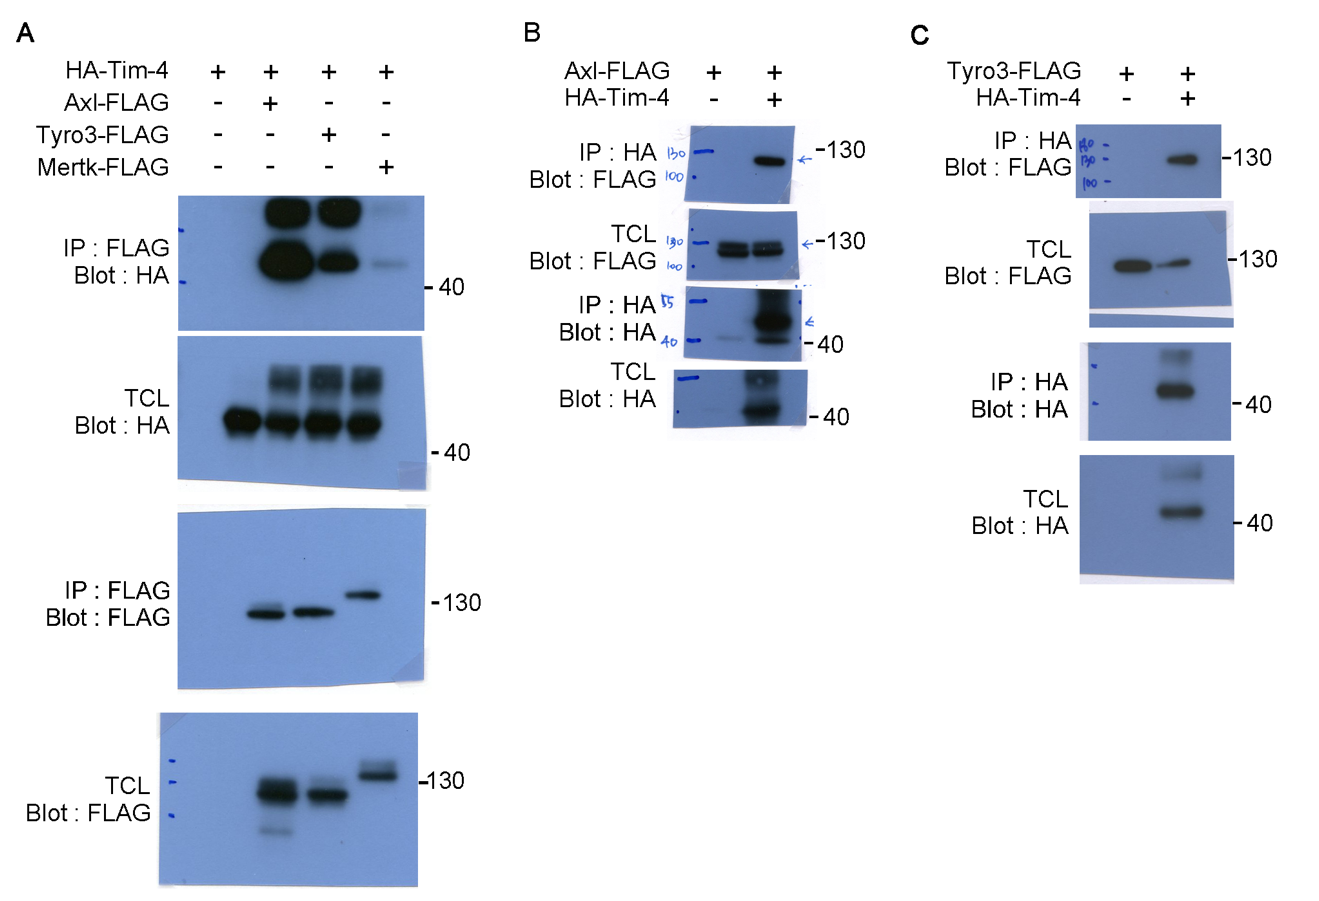 A
HA-Tim-4 + + + +
Axl-FLAG - + - -
Tyro3-FLAG - - + -
Mertk-FLAG - - - +
IP : FLAG
Blot : HA
- 40
TCL
Blot : HA
- 40
IP : FLAG
Blot : FLAG
-130
TCL
Blot : FLAG
-130
B
Axl-FLAG + +
HA-Tim-4 - +
IP : HA
Blot : FLAG
130
100
←
-130
TCL
Blot : FLAG
130
100
←
-130
IP : HA
Blot : HA
55
40
←
-40
TCL
Blot : HA
-40
C
Tyro3-FLAG + +
HA-Tim-4 - +
IP : HA
Blot : FLAG
130
100
-130
TCL
Blot : FLAG
-130
IP : HA
Blot : HA
-40
TCL
Blot : HA
-40